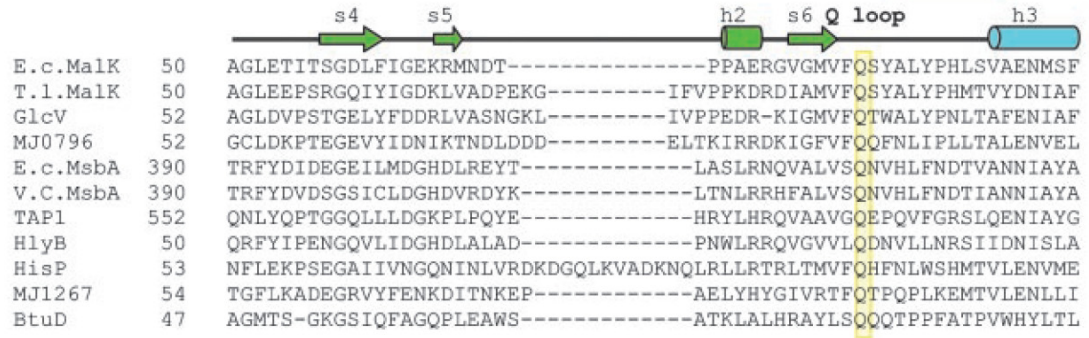 s4 s5 h2 s6 Q loop h3
E.c.MalK 50 AGLETITSGDLFIGEKRMNDT---------------PPAERGVGMVFQSYALYPHLSVAENMSF
T.l.MalK 50 AGLEEPSRGQIYIGDKLVADPEKG---------IFVPPKDRDIAMVFQSYALYPHMTVYDNIAF
GlcV 52 AGLDVPSTGELYFDDRLVASNGKL---------IVPPEDR-KIGMVFQTWALYPNLTAFENIAF
MJ0796 52 GCLDKPTEGEVYIDNIKTNDLDDD---------ELTKIRRDKIGFVFQQFNLIPLLTALENVEL
E.c.MsbA 390 TRFYDIDEGEILMDGHDLREYT-------------LASLRNQVALVSQNVHLFNDTVANNIAYA
V.C.MsbA 390 TRFYDVDSGSICLDGHDVRDYK-------------LTNLRRHFALVSQNVHLFNDTIANNIAYA
TAP1 552 QNLYQPTGGQLLLDGKPLPQYE-------------HRYLHRQVAAVGQEPQVFGRSLQENIAYG
HlyB 50 QRFYIPENGQVLIDGHDLALAD-------------PNWLRRQVGVVLQDNVLLNRSIIDNISLA
HisP 53 NFLEKPSEGAIIVNGQNINLVRDKDGQLKVADKNQLRLLRTRLTMVFQHFNLWSHMTVLENVME
MJ1267 54 TGFLKADEGRVYFENKDITNKEP------------AELYHYGIVRTFQTPQPLKEMTVLENLLI
BtuD 47 AGMTS-GKGSIQFAGQPLEAWS-------------ATKLALHRAYLSQQQTPPFATPVWHYLTL